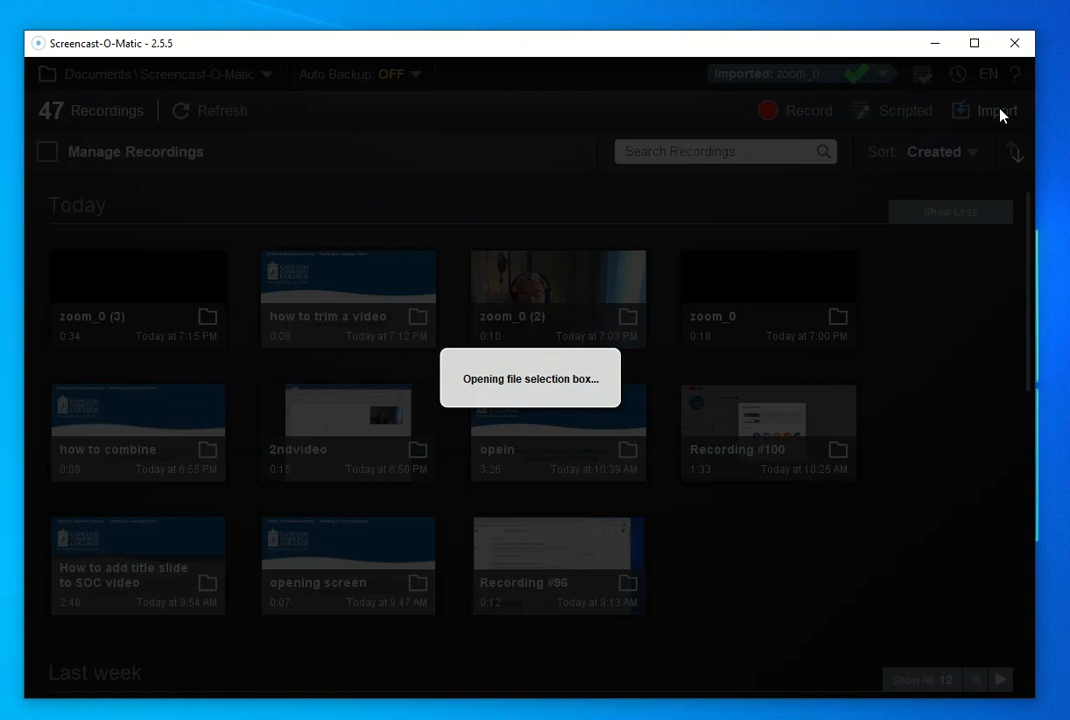 Screencast-O-Matic - 2.5.5
Documents \ Screencast-O-Matic
Auto Backup: OFF
Imported: zoom_0
EN ?
47 Recordings
Refresh
Record
Scripted
Import
Manage Recordings
Search Recordings...
Sort: Created
Today
Show Less
zoom_0 (3)
0:34 Today at 7:15 PM
how to trim a video
0:08 Today at 7:12 PM
zoom_0 (2)
0:10 Today at 7:03 PM
zoom_0
0:18 Today at 7:00 PM
Opening file selection box...
how to combine
0:08 Today at 6:55 PM
2ndvideo
0:15 Today at 6:50 PM
opein
3:26 Today at 10:39 AM
Recording #100
1:33 Today at 10:25 AM
How to add title slide
to SOC video
2:48 Today at 9:54 AM
opening screen
0:07 Today at 9:47 AM
Recording #96
0:12 Today at 9:13 AM
Last week
Show All 12